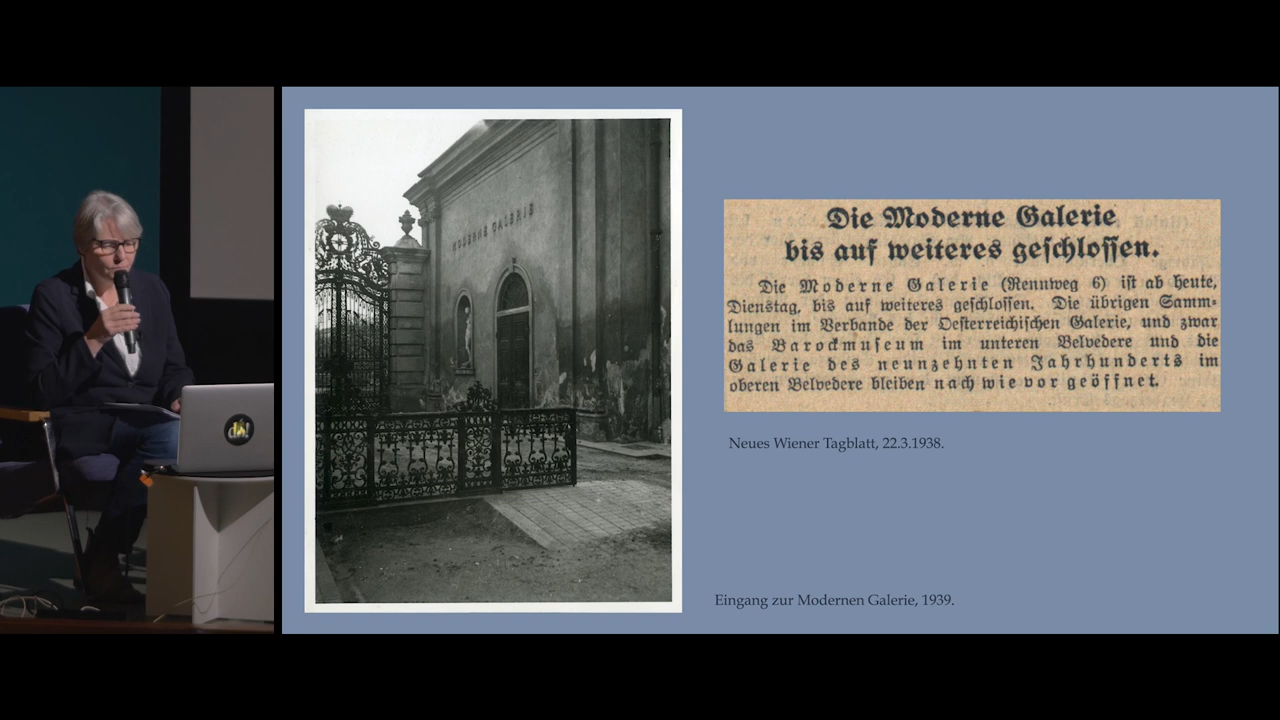 dá!
MODERNE GALERIE
Die Moderne Galerie
bis auf weiteres geschlossen.
Die Moderne Galerie (Rennweg 6) ist ab heute,
Dienstag, bis auf weiteres geschlossen. Die übrigen Samm-
lungen im Verbande der Oesterreichischen Galerie, und zwar
das Barockmuseum im unteren Belvedere und die
Galerie des neunzehnten Jahrhunderts im
oberen Belvedere bleiben nach wie vor geöffnet.
Neues Wiener Tagblatt, 22.3.1938.
Eingang zur Modernen Galerie, 1939.